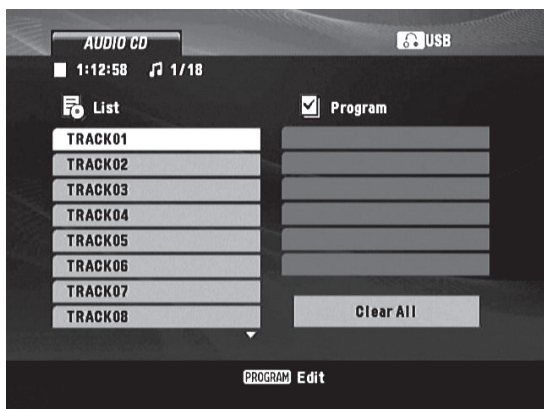 AUDIO CD
USB
1:12:58 1/18
List
Program
TRACK01
TRACK02
TRACK03
TRACK04
TRACK05
TRACK06
TRACK07
TRACK08
Clear All
PROGRAM Edit